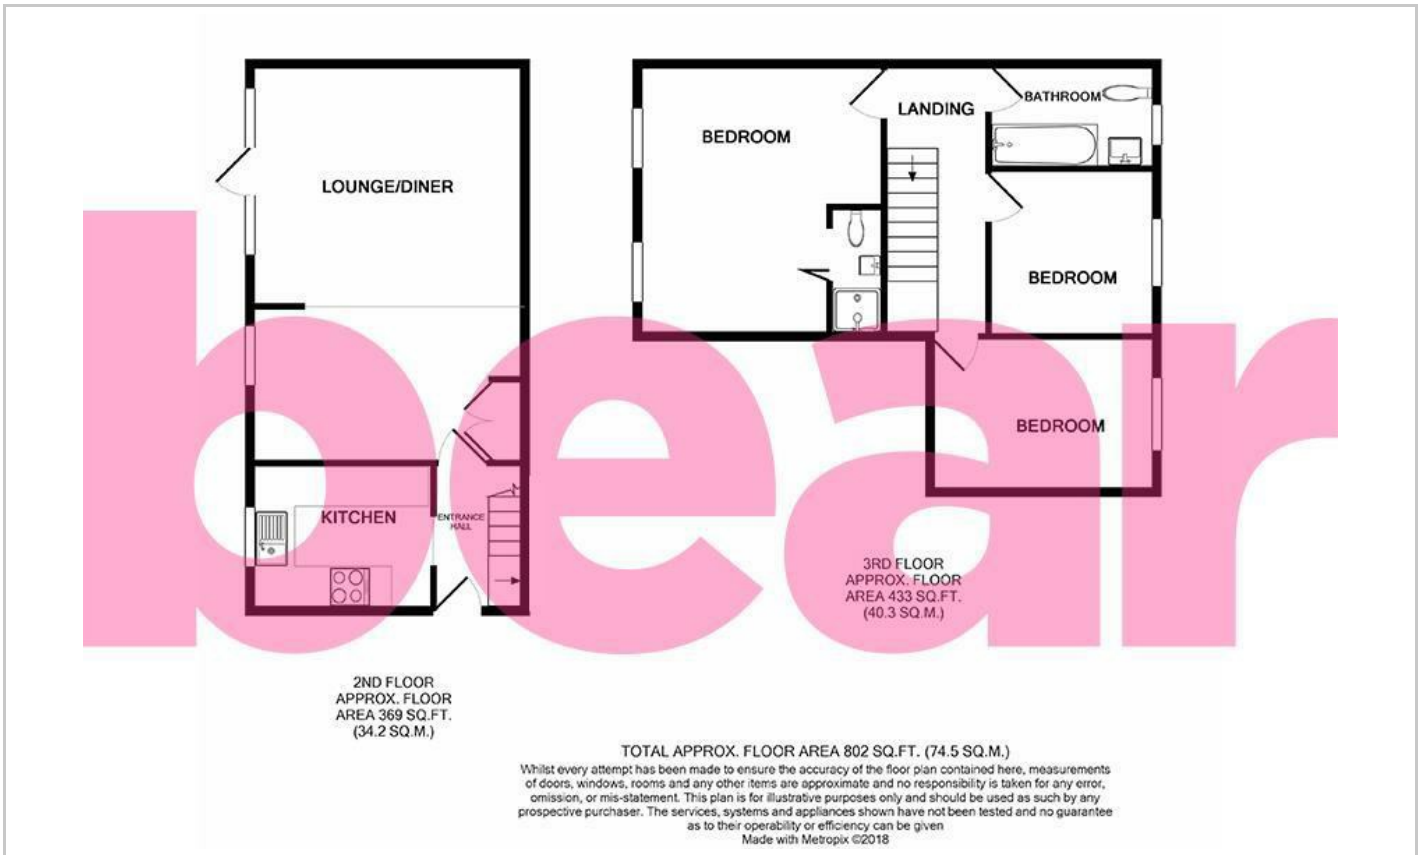 LOUNGE/DINER
KITCHEN
ENTRANCE
HALL
2ND FLOOR
APPROX. FLOOR
AREA 369 SQ.FT.
(34.2 SQ.M.)
BEDROOM
LANDING
BATHROOM
BEDROOM
BEDROOM
3RD FLOOR
APPROX. FLOOR
AREA 433 SQ.FT.
(40.3 SQ.M.)
bear
TOTAL APPROX. FLOOR AREA 802 SQ.FT. (74.5 SQ.M.)
Whilst every attempt has been made to ensure the accuracy of the floor plan contained here, measurements
of doors, windows, rooms and any other items are approximate and no responsibility is taken for any error,
omission, or mis-statement. This plan is for illustrative purposes only and should be used as such by any
prospective purchaser. The services, systems and appliances shown have not been tested and no guarantee
as to their operability or efficiency can be given
Made with Metropix ©2018